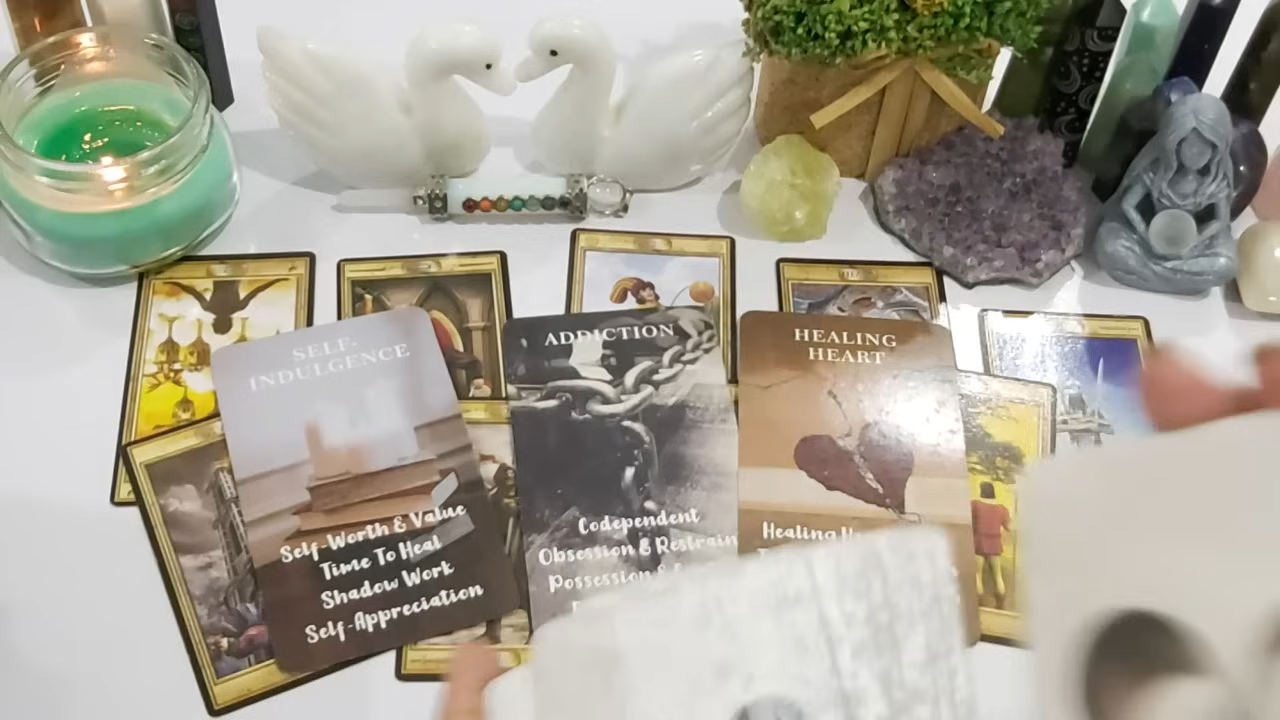 SELF-
INDULGENCE
Self-Worth & Value
Time To Heal
Shadow Work
Self-Appreciation
ADDICTION
Codependent
Obsession & Restrain
Possession &
HEALING
HEART
Healing